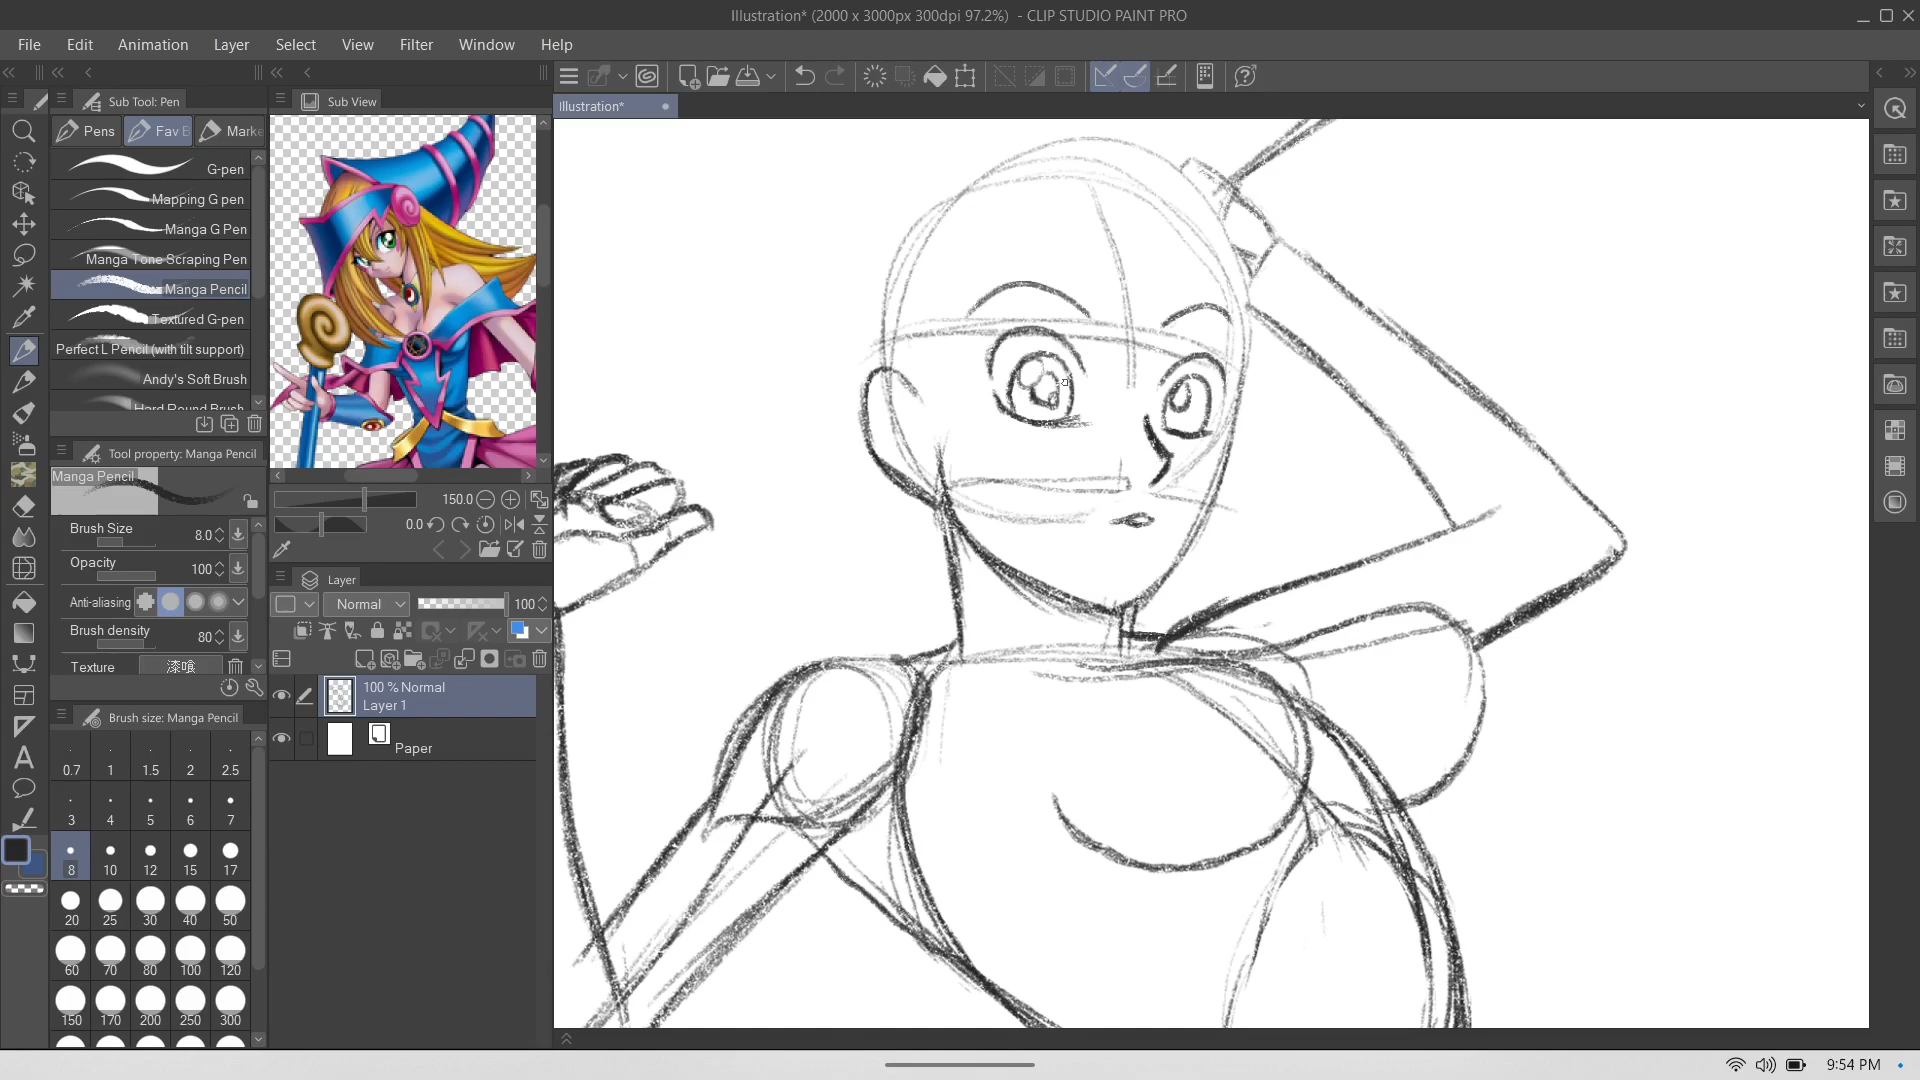 Illustration* (2000 x 3000px 300dpi 97.2%)  - CLIP STUDIO PAINT PRO
File Edit Animation Layer Select View Filter Window Help
Sub Tool: Pen
Sub View
Illustration*
Pens Fav B Marke
G-pen
Mapping G pen
Manga G Pen
Manga Tone Scraping Pen
Manga Pencil
Textured G-pen
Perfect L Pencil (with tilt support)
Andy's Soft Brush
Hard Round Brush
Tool property: Manga Pencil
Manga Pencil
Brush Size 8.0
Opacity 100
Anti-aliasing
Brush density 80
Texture 漆喰
150.0
0.0
Layer
Normal 100
100 % Normal
Layer 1
Paper
Brush size: Manga Pencil
0.7 1 1.5 2 2.5
3 4 5 6 7
8 10 12 15 17
20 25 30 40 50
60 70 80 100 120
150 170 200 250 300
9:54 PM